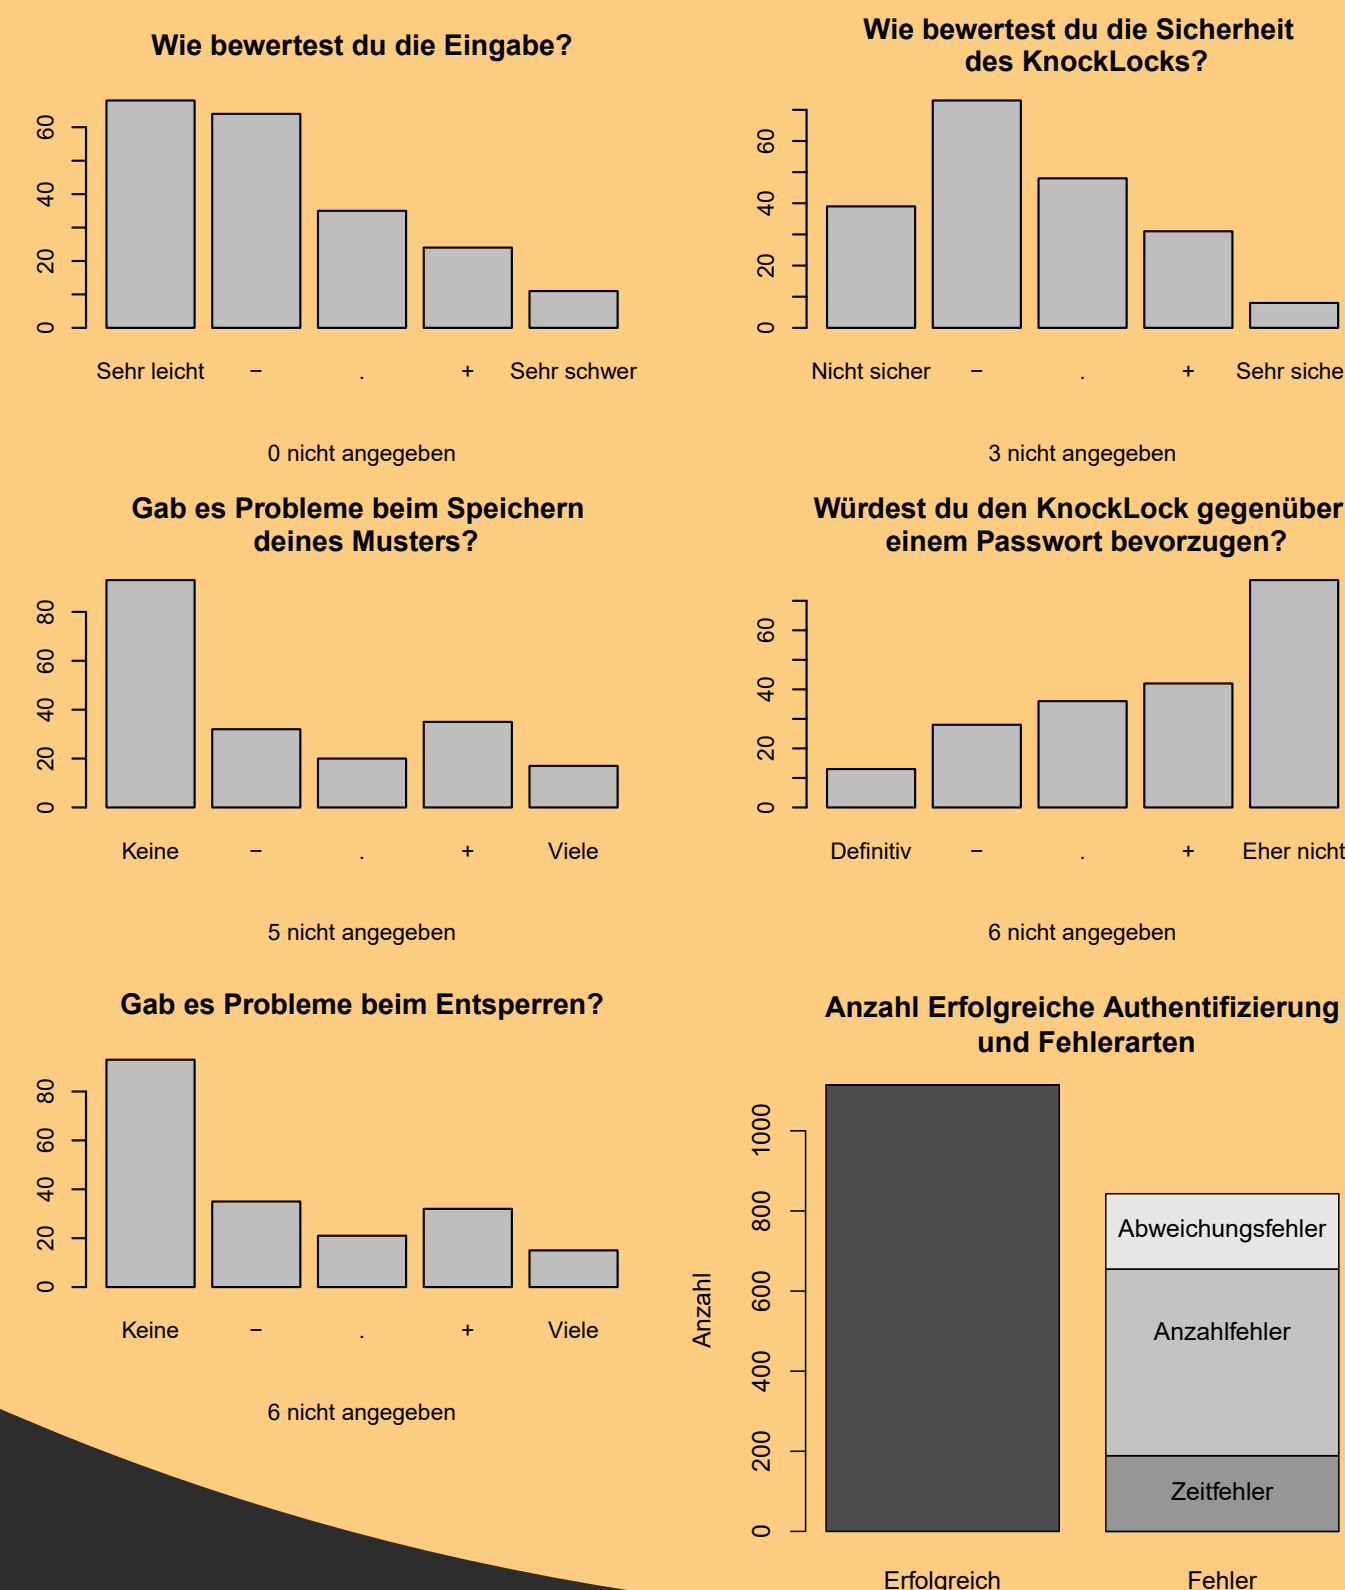 Wie bewertest du die Eingabe?
60
40
20
0
Sehr leicht − . + Sehr schwer
0 nicht angegeben
Wie bewertest du die Sicherheit
des KnockLocks?
60
40
20
0
Nicht sicher − . + Sehr siche
3 nicht angegeben
Gab es Probleme beim Speichern
deines Musters?
80
60
40
20
0
Keine − . + Viele
5 nicht angegeben
Würdest du den KnockLock gegenüber
einem Passwort bevorzugen?
60
40
20
0
Definitiv − . + Eher nicht
6 nicht angegeben
Gab es Probleme beim Entsperren?
80
60
40
20
0
Keine − . + Viele
6 nicht angegeben
Anzahl Erfolgreiche Authentifizierung
und Fehlerarten
Anzahl
1000
800
600
400
200
0
Abweichungsfehler
Anzahlfehler
Zeitfehler
Erfolgreich Fehler